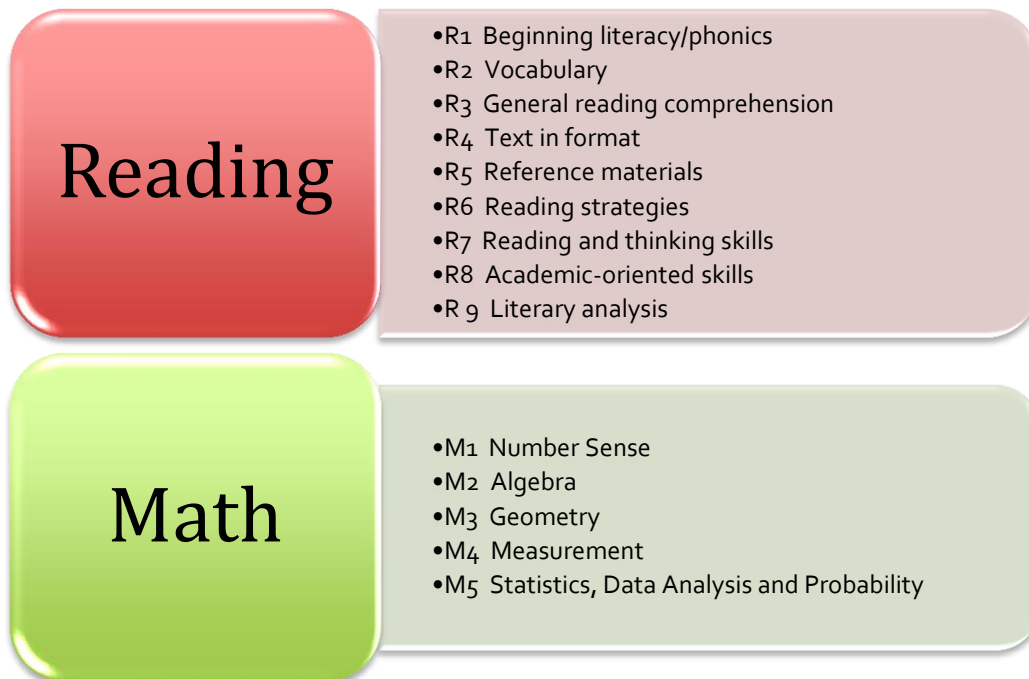 Reading
•R1 Beginning literacy/phonics
•R2 Vocabulary
•R3 General reading comprehension
•R4 Text in format
•R5 Reference materials
•R6 Reading strategies
•R7 Reading and thinking skills
•R8 Academic-oriented skills
•R 9 Literary analysis
Math
•M1 Number Sense
•M2 Algebra
•M3 Geometry
•M4 Measurement
•M5 Statistics, Data Analysis and Probability